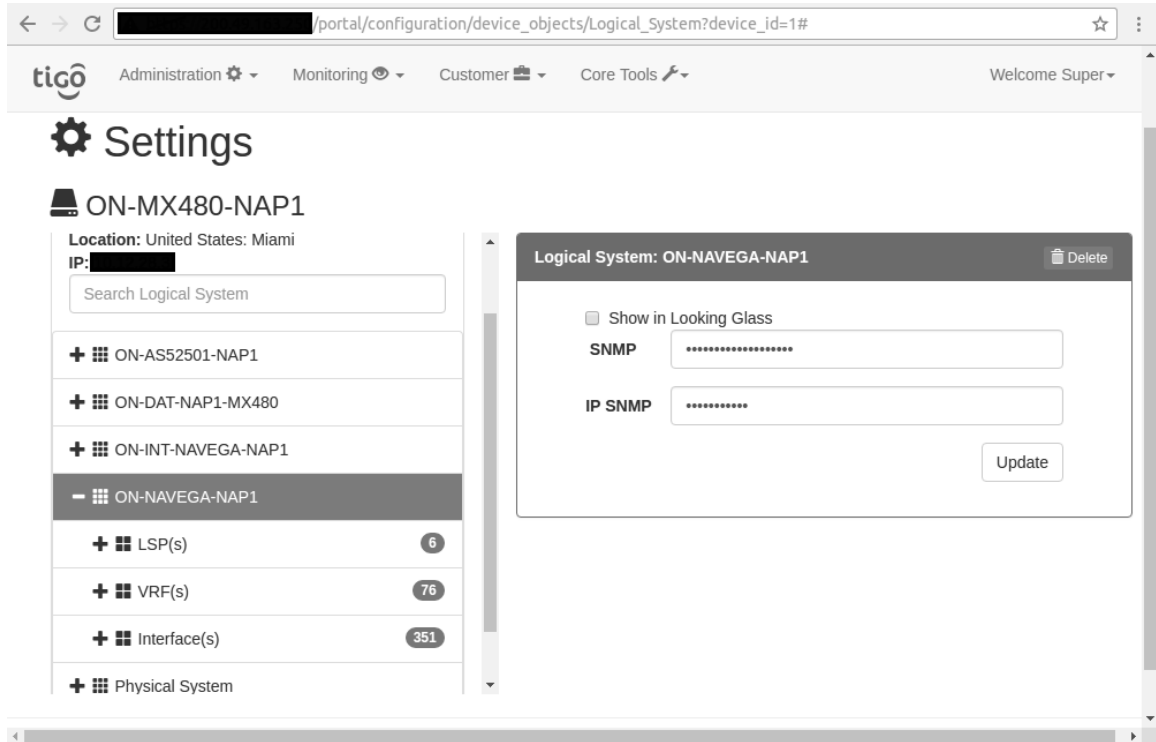 /portal/configuration/device_objects/Logical_System?device_id=1#
tigo Administration Monitoring Customer Core Tools Welcome Super
Settings
ON-MX480-NAP1
Location: United States: Miami
IP:
Search Logical System
ON-AS52501-NAP1
ON-DAT-NAP1-MX480
ON-INT-NAVEGA-NAP1
ON-NAVEGA-NAP1
LSP(s) 6
VRF(s) 76
Interface(s) 351
Physical System
Logical System: ON-NAVEGA-NAP1 Delete
Show in Looking Glass
SNMP •••••••••••••••••••
IP SNMP •••••••••••
Update